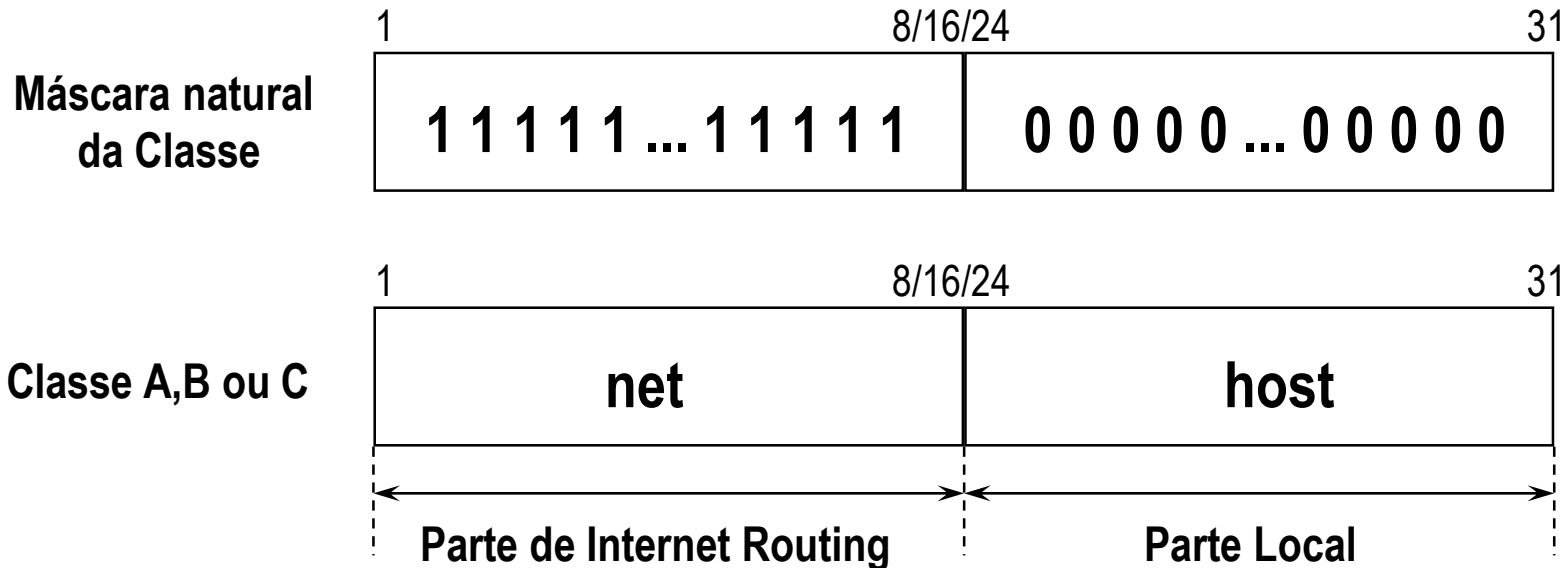 1 8/16/24 31
Máscara natural
da Classe
1 1 1 1 1 ... 1 1 1 1 1 0 0 0 0 0 ... 0 0 0 0 0
1 8/16/24 31
Classe A,B ou C net host
Parte de Internet Routing Parte Local